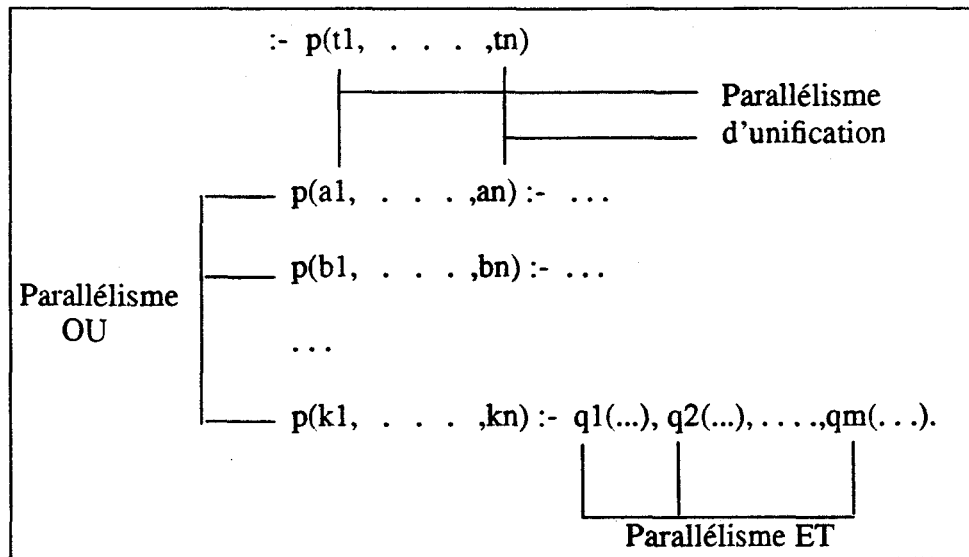 :- p(t1, . . . ,tn)
Parallélisme
d'unification
p(a1, . . . ,an) :- ...
p(b1, . . . ,bn) :- ...
Parallélisme
OU
...
p(k1, . . . ,kn) :- q1(...), q2(...), . . . .,qm(. . .).
Parallélisme ET